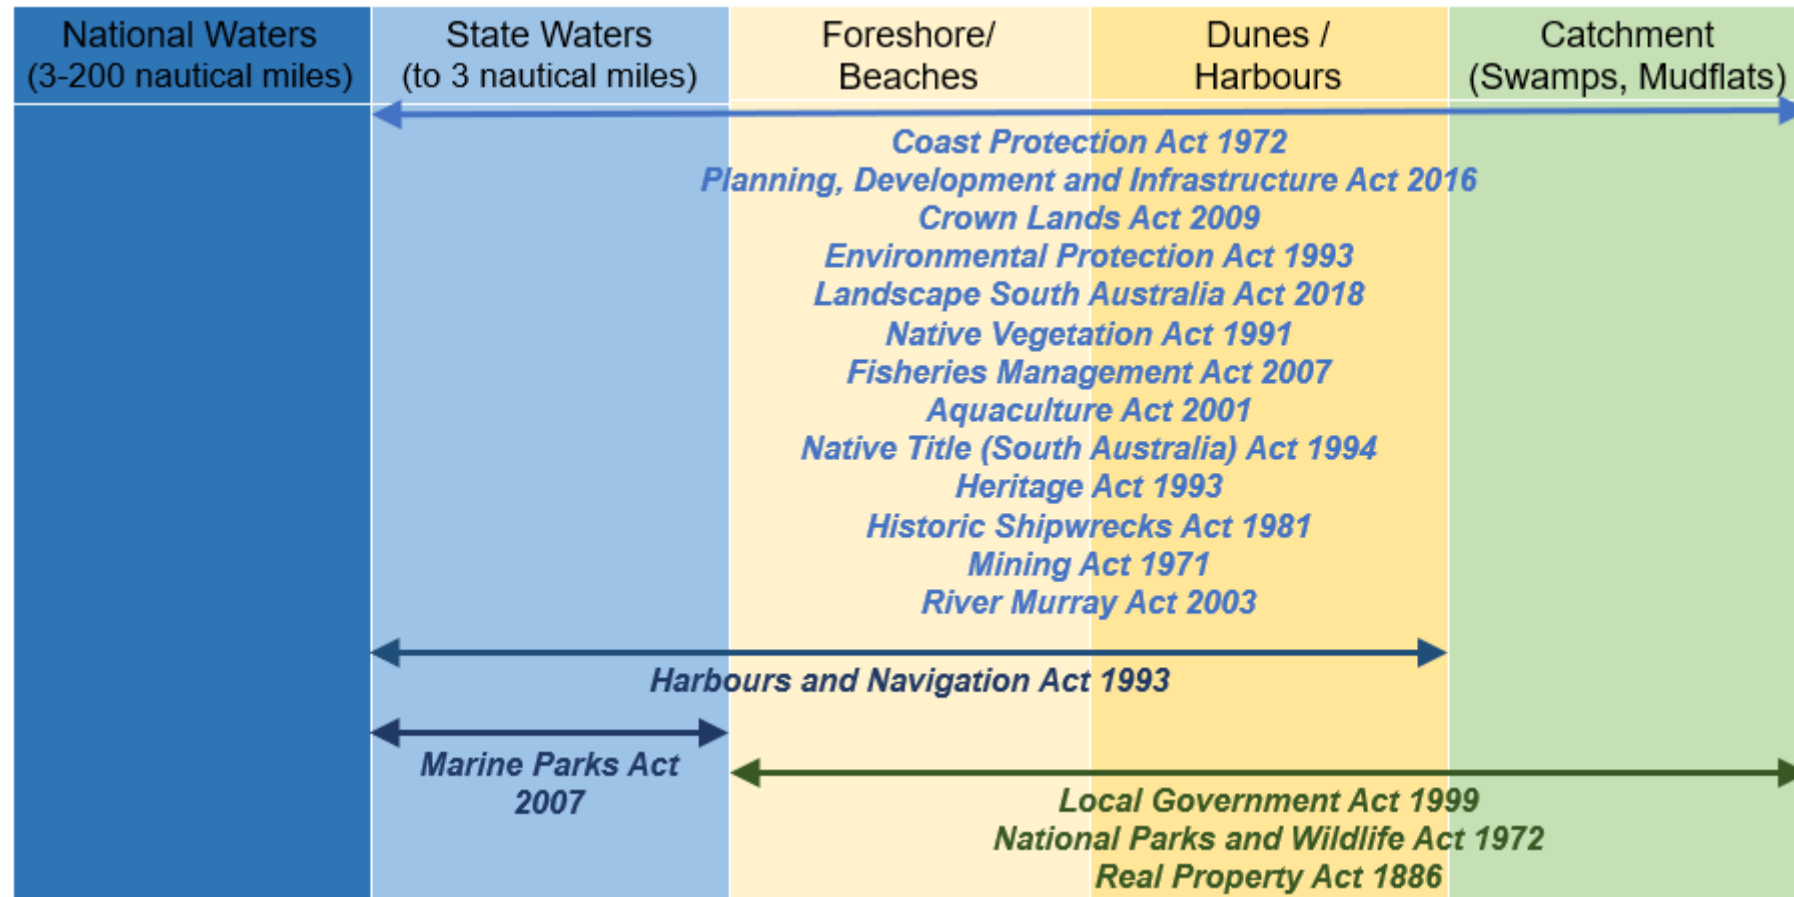 National Waters
(3-200 nautical miles)
State Waters
(to 3 nautical miles)
Foreshore/
Beaches
Dunes /
Harbours
Catchment
(Swamps, Mudflats)
Coast Protection Act 1972
Planning, Development and Infrastructure Act 2016
Crown Lands Act 2009
Environmental Protection Act 1993
Landscape South Australia Act 2018
Native Vegetation Act 1991
Fisheries Management Act 2007
Aquaculture Act 2001
Native Title (South Australia) Act 1994
Heritage Act 1993
Historic Shipwrecks Act 1981
Mining Act 1971
River Murray Act 2003
Harbours and Navigation Act 1993
Marine Parks Act
2007
Local Government Act 1999
National Parks and Wildlife Act 1972
Real Property Act 1886